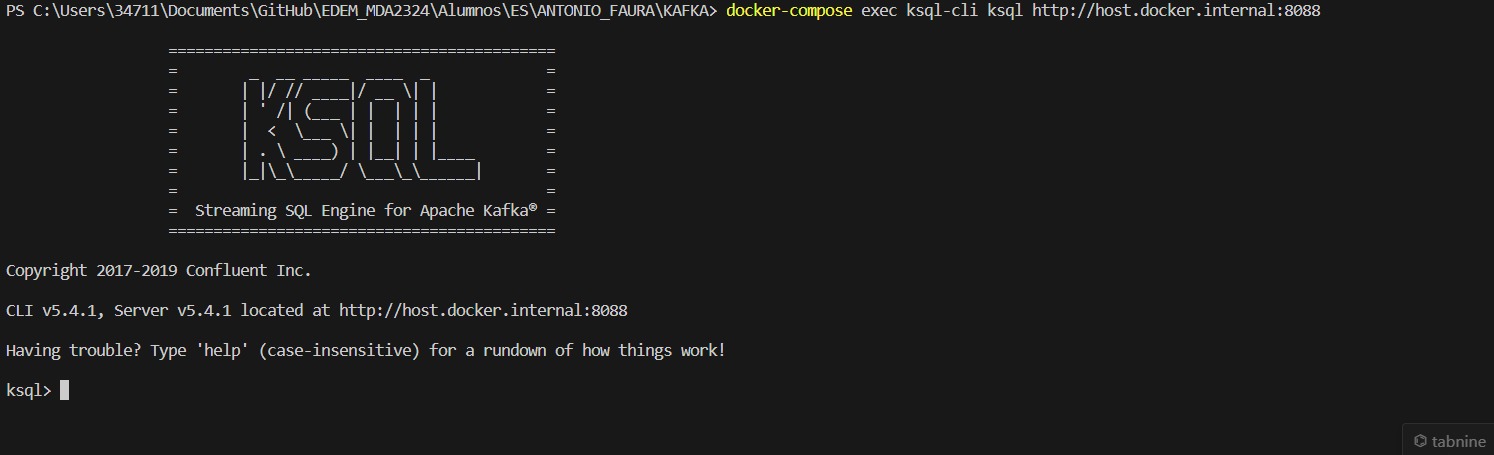 PS C:\Users\34711\Documents\GitHub\EDEM_MDA2324\Alumnos\ES\ANTONIO_FAURA\KAFKA> docker-compose exec ksql-cli ksql http://host.docker.internal:8088
===========================================
=        _  __ _____  ____  _             =
=       | |/ // ____|/ __ \| |            =
=       | ' /| (___ | |  | | |            =
=       |  <  \___ \| |  | | |            =
=       | . \ ____) | |__| | |____        =
=       |_|\_\_____/ \___\_\______|       =
=                                         =
=  Streaming SQL Engine for Apache Kafka® =
===========================================
Copyright 2017-2019 Confluent Inc.
CLI v5.4.1, Server v5.4.1 located at http://host.docker.internal:8088
Having trouble? Type 'help' (case-insensitive) for a rundown of how things work!
ksql>
tabnine